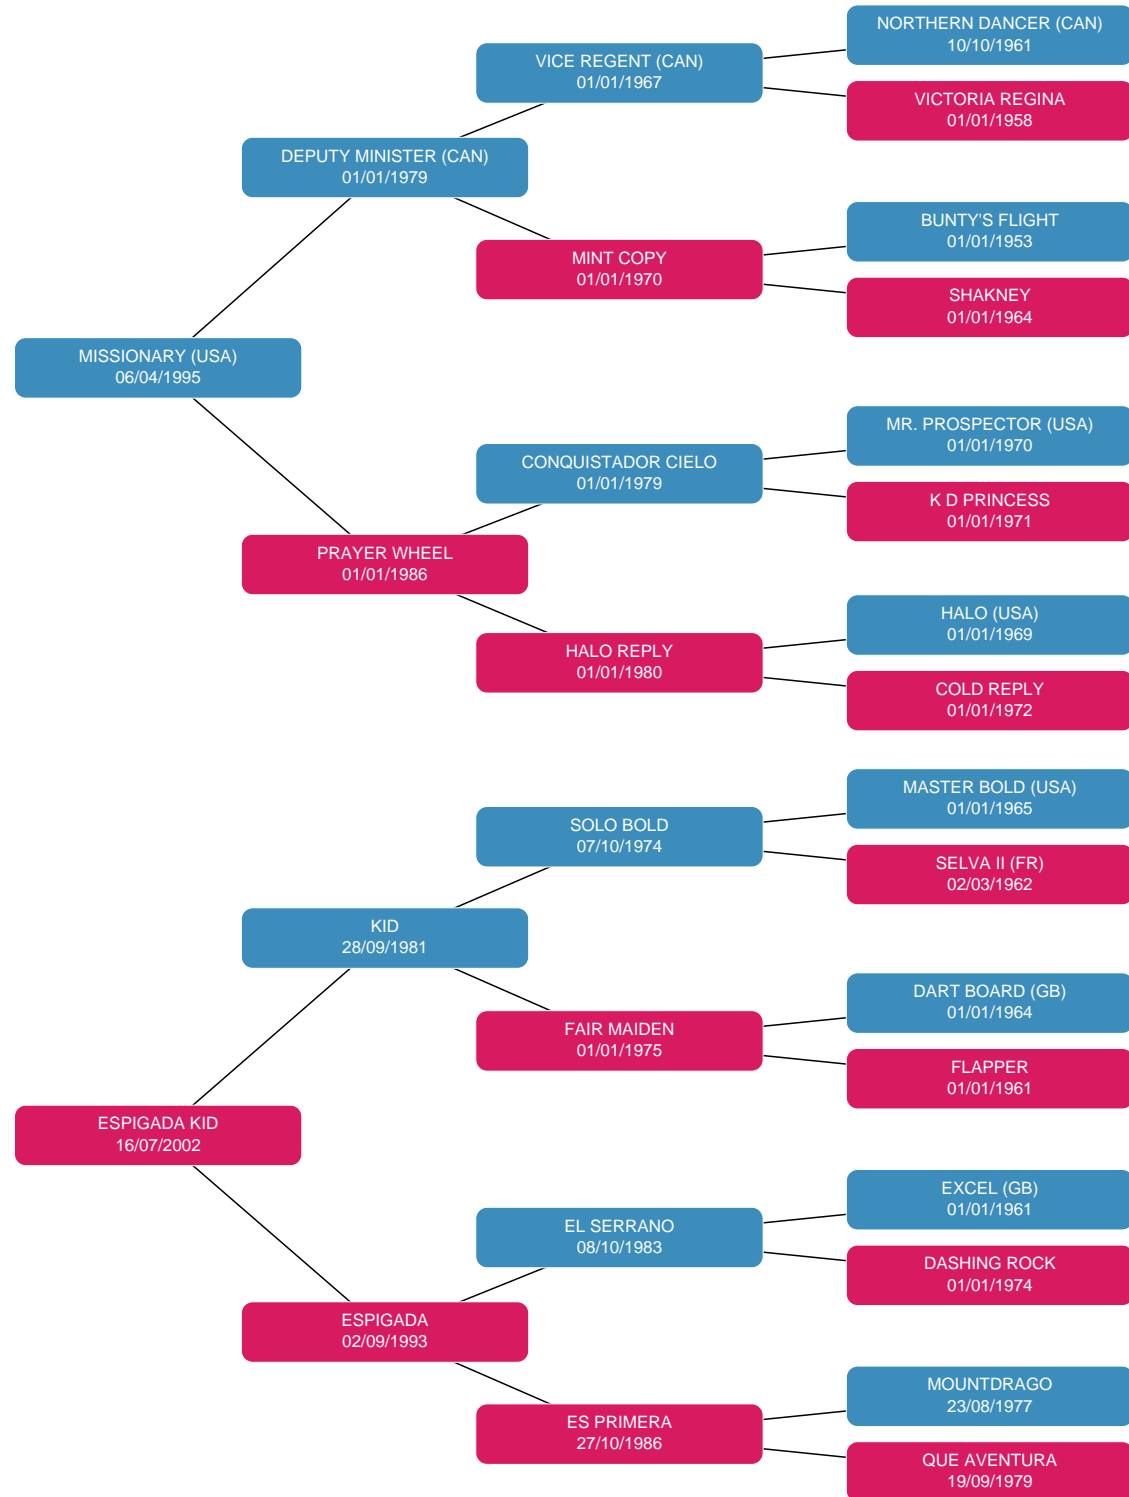 NORTHERN DANCER (CAN)
10/10/1961
VICE REGENT (CAN)
01/01/1967
VICTORIA REGINA
01/01/1958
DEPUTY MINISTER (CAN)
01/01/1979
BUNTY'S FLIGHT
01/01/1953
MINT COPY
01/01/1970
SHAKNEY
01/01/1964
MISSIONARY (USA)
06/04/1995
MR. PROSPECTOR (USA)
01/01/1970
CONQUISTADOR CIELO
01/01/1979
K D PRINCESS
01/01/1971
PRAYER WHEEL
01/01/1986
HALO (USA)
01/01/1969
HALO REPLY
01/01/1980
COLD REPLY
01/01/1972
MASTER BOLD (USA)
01/01/1965
SOLO BOLD
07/10/1974
SELVA II (FR)
02/03/1962
KID
28/09/1981
DART BOARD (GB)
01/01/1964
FAIR MAIDEN
01/01/1975
FLAPPER
01/01/1961
ESPIGADA KID
16/07/2002
EXCEL (GB)
01/01/1961
EL SERRANO
08/10/1983
DASHING ROCK
01/01/1974
ESPIGADA
02/09/1993
MOUNTDRAGO
23/08/1977
ES PRIMERA
27/10/1986
QUE AVENTURA
19/09/1979